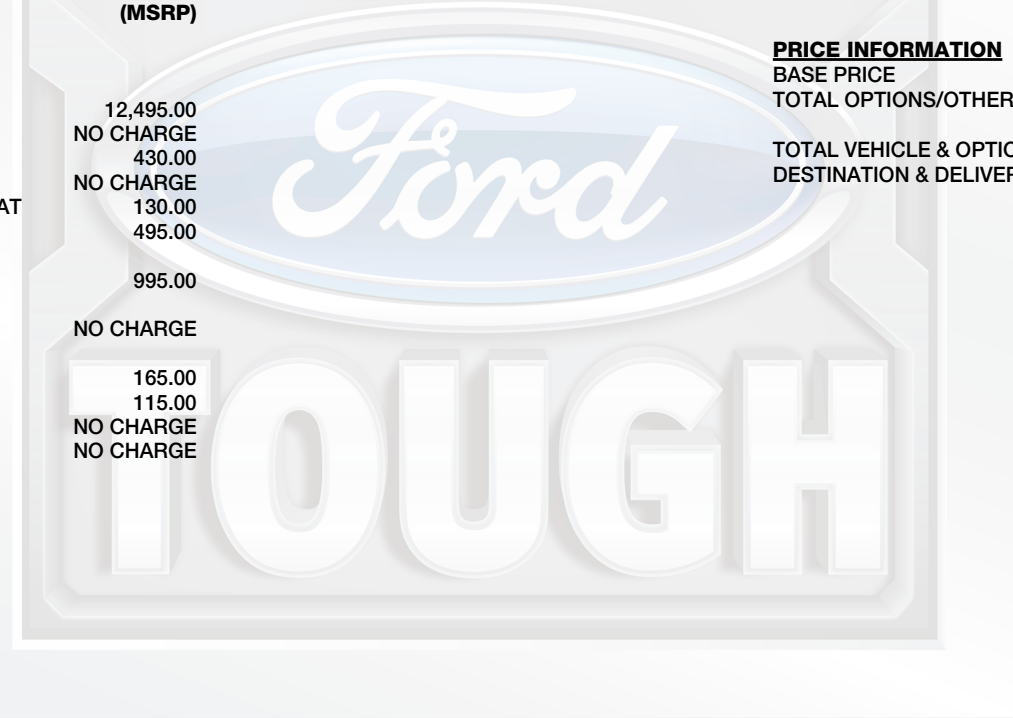 (MSRP)
12,495.00
NO CHARGE
430.00
NO CHARGE
AT 130.00
495.00
995.00
NO CHARGE
165.00
115.00
NO CHARGE
NO CHARGE
PRICE INFORMATION
BASE PRICE
TOTAL OPTIONS/OTHER
TOTAL VEHICLE & OPTIO
DESTINATION & DELIVER
Ford
TOUGH